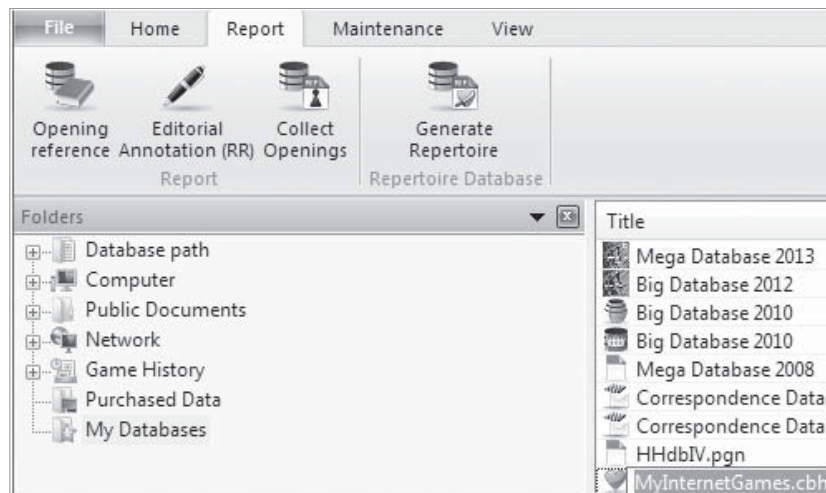 File Home Report Maintenance View
Opening reference
Editorial Annotation (RR)
Collect Openings
Generate Repertoire
Report
Repertoire Database
Folders
Database path
Computer
Public Documents
Network
Game History
Purchased Data
My Databases
Title
Mega Database 2013
Big Database 2012
Big Database 2010
Big Database 2010
Mega Database 2008
Correspondence Data
Correspondence Data
HHdbIV.pgn
MyInternetGames.cbh